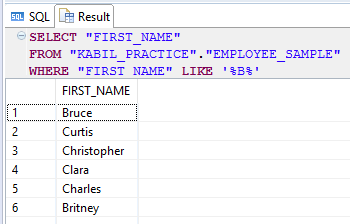 SQL Result
SELECT "FIRST_NAME"
FROM "KABIL_PRACTICE"."EMPLOYEE_SAMPLE"
WHERE "FIRST NAME" LIKE '%B%'
FIRST_NAME
1 Bruce
2 Curtis
3 Christopher
4 Clara
5 Charles
6 Britney